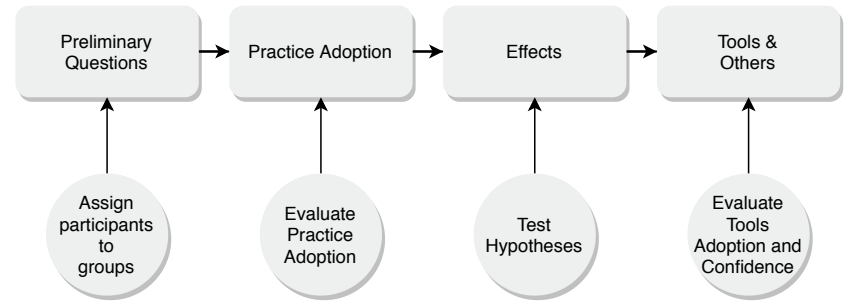 Preliminary
Questions
Practice Adoption
Effects
Tools &
Others
Assign
participants
to
groups
Evaluate
Practice
Adoption
Test
Hypotheses
Evaluate
Tools
Adoption and
Confidence